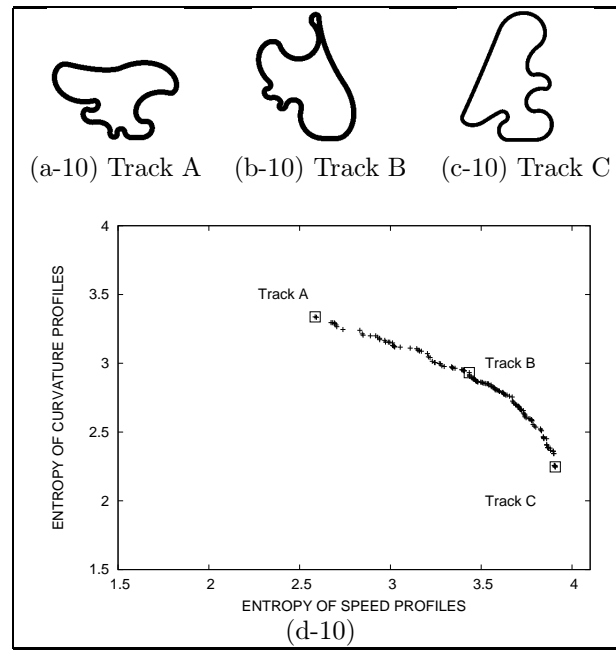 (a-10) Track A (b-10) Track B (c-10) Track C
4
3.5
3
2.5
2
1.5
ENTROPY OF CURVATURE PROFILES
Track A
Track B
Track C
1.5 2 2.5 3 3.5 4
ENTROPY OF SPEED PROFILES
(d-10)